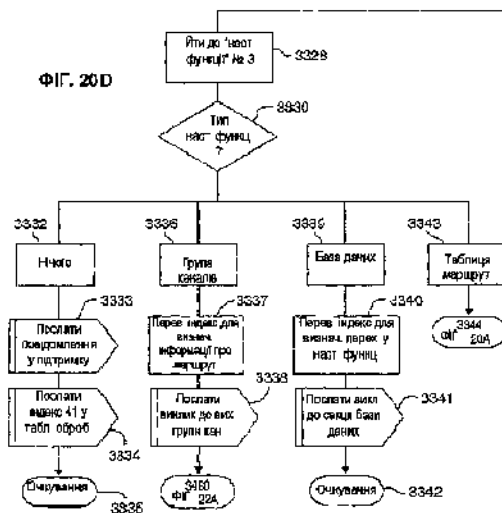 ФІГ. 20D
Йти до "наст
функції" № 3
3328
Тип
наст функц
?
3330
3332
Нічого
3336
Група
каналів
3339
База даних
3343
Таблиця
маршрут
3344
ФІГ 20A
3333
Послати
повідомлення
у підтримку
3337
Перев індекс для
визнач.
інформації про
маршрут
3340
Перев індекс для
визнач. перех у
наст функц
Послати
індекс 41 у
табл оброб
3334
Послати
виклик до вих
групи кан
3338
Послати викл
до секції бази
даних
3341
Очікування
3335
3460
ФІГ 22A
Очікування
3342